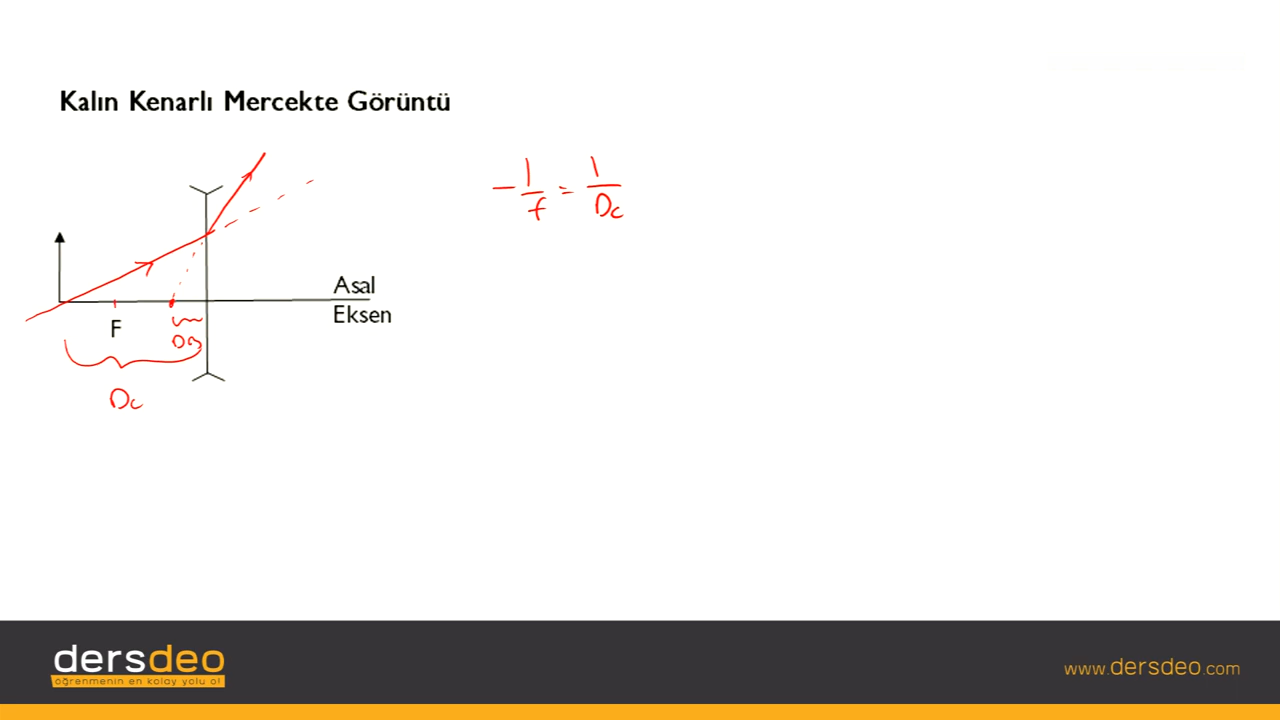 Kalın Kenarlı Mercekte Görüntü
-1/f = 1/Dc
Asal
Eksen
F
Dg
Dc
dersdeo
öğrenmenin en kolay yolu !
www.dersdeo.com